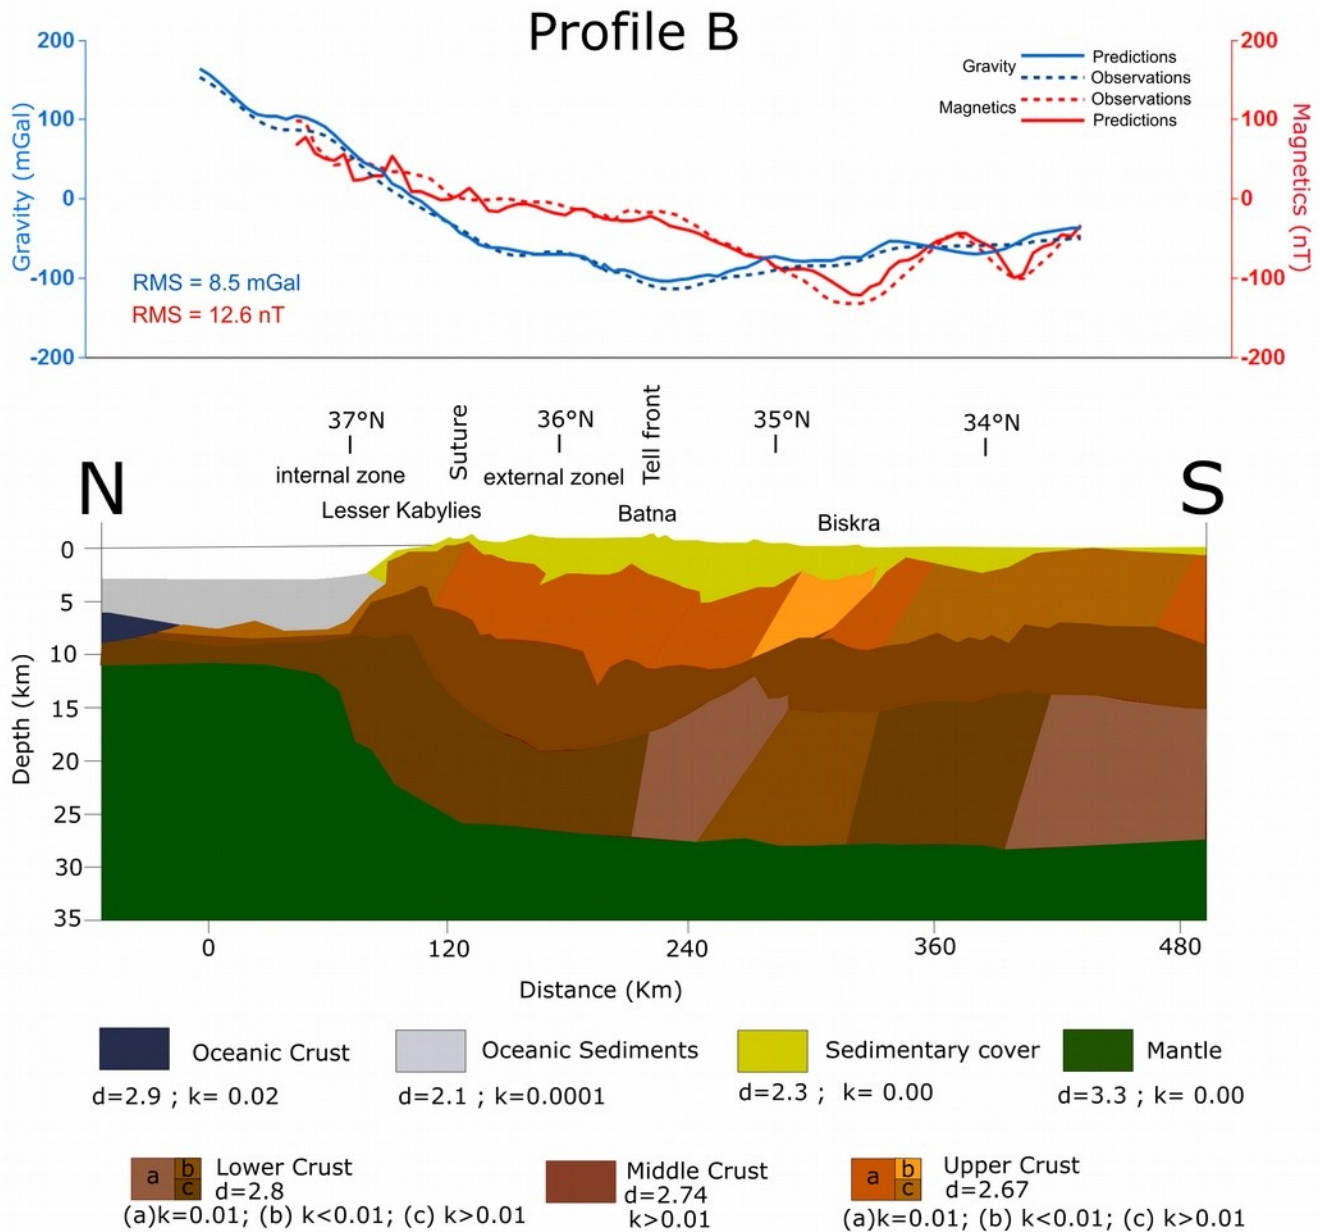 Profile B
200
100
0
-100
-200
Gravity (mGal)
200
100
0
-100
-200
Magnetics (nT)
Gravity
Predictions
Observations
Magnetics
Observations
Predictions
RMS = 8.5 mGal
RMS = 12.6 nT
37°N
Suture
36°N
Tell front
35°N
34°N
internal zone
external zonel
N
S
Lesser Kabylies
Batna
Biskra
0
5
10
15
20
25
30
35
Depth (km)
0
120
240
360
480
Distance (Km)
Oceanic Crust
d=2.9 ; k= 0.02
Oceanic Sediments
d=2.1 ; k=0.0001
Sedimentary cover
d=2.3 ; k= 0.00
Mantle
d=3.3 ; k= 0.00
a
b
c
Lower Crust
d=2.8
(a)k=0.01; (b) k<0.01; (c) k>0.01
Middle Crust
d=2.74
k>0.01
a
b
c
Upper Crust
d=2.67
(a)k=0.01; (b) k<0.01; (c) k>0.01